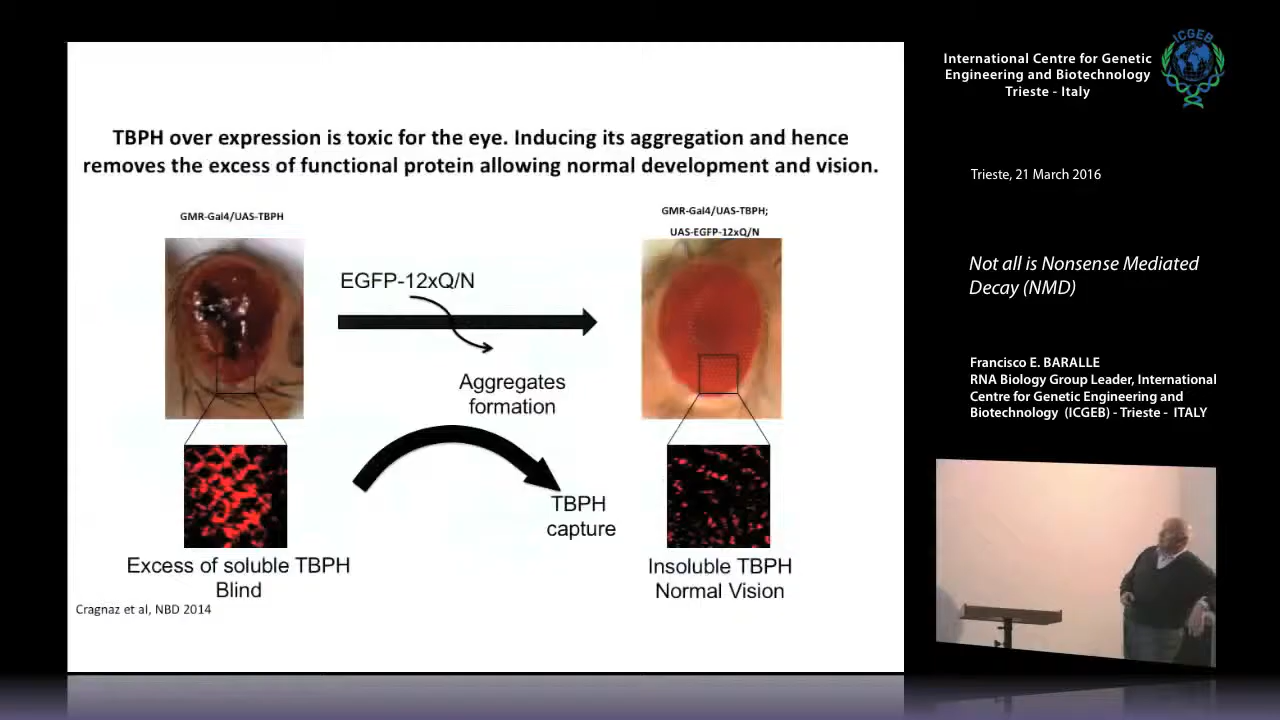 TBPH over expression is toxic for the eye. Inducing its aggregation and hence
removes the excess of functional protein allowing normal development and vision.
GMR-Gal4/UAS-TBPH
GMR-Gal4/UAS-TBPH;
UAS-EGFP-12xQ/N
EGFP-12xQ/N
Aggregates
formation
TBPH
capture
Excess of soluble TBPH
Blind
Insoluble TBPH
Normal Vision
Cragnaz et al, NBD 2014
International Centre for Genetic
Engineering and Biotechnology
Trieste - Italy
ICGEB
Trieste, 21 March 2016
Not all is Nonsense Mediated
Decay (NMD)
Francisco E. BARALLE
RNA Biology Group Leader, International
Centre for Genetic Engineering and
Biotechnology (ICGEB) - Trieste - ITALY